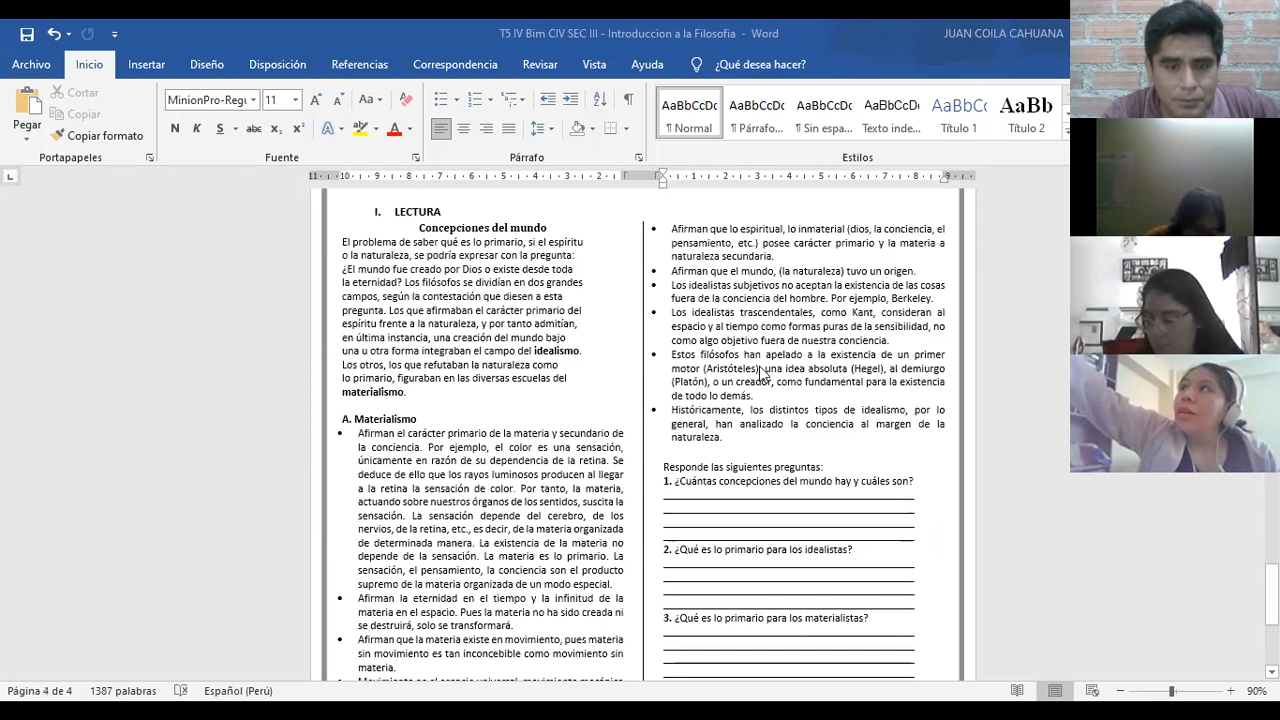 T5 IV Bim CIV SEC III - Introduccion a la Filosofia - Word
JUAN COILA CAHUANA
Archivo Inicio Insertar Diseño Disposición Referencias Correspondencia Revisar Vista Ayuda ¿Qué desea hacer?
Pegar
Cortar
Copiar
Copiar formato
Portapapeles
MinionPro-Regu 11
N K S abc x₂ x²
Fuente
Párrafo
AaBbCcDc AaBbCcDc AaBbCcDc AaBbCcDc AaBbCcD AaBb
¶ Normal ¶ Párrafo... ¶ Sin espa... Texto inde... Título 1 Título 2
Estilos
11 · 10 · 9 · 8 · 7 · 6 · 5 · 4 · 3 · 2 · 1 · 2 · 3 · 4 · 5 · 6 · 7 · 8 · 9
I. LECTURA
Concepciones del mundo
El problema de saber qué es lo primario, si el espíritu
o la naturaleza, se podría expresar con la pregunta:
¿El mundo fue creado por Dios o existe desde toda
la eternidad? Los filósofos se dividían en dos grandes
campos, según la contestación que diesen a esta
pregunta. Los que afirmaban el carácter primario del
espíritu frente a la naturaleza, y por tanto admitían,
en última instancia, una creación del mundo bajo
una u otra forma integraban el campo del idealismo.
Los otros, los que refutaban la naturaleza como
lo primario, figuraban en las diversas escuelas del
materialismo.
A. Materialismo
• Afirman el carácter primario de la materia y secundario de
la conciencia. Por ejemplo, el color es una sensación,
únicamente en razón de su dependencia de la retina. Se
deduce de ello que los rayos luminosos producen al llegar
a la retina la sensación de color. Por tanto, la materia,
actuando sobre nuestros órganos de los sentidos, suscita la
sensación. La sensación depende del cerebro, de los
nervios, de la retina, etc., es decir, de la materia organizada
de determinada manera. La existencia de la materia no
depende de la sensación. La materia es lo primario. La
sensación, el pensamiento, la conciencia son el producto
supremo de la materia organizada de un modo especial.
• Afirman la eternidad en el tiempo y la infinitud de la
materia en el espacio. Pues la materia no ha sido creada ni
se destruirá, solo se transformará.
• Afirman que la materia existe en movimiento, pues materia
sin movimiento es tan inconcebible como movimiento sin
materia.
• Afirman que lo espiritual, lo inmaterial (dios, la conciencia, el
pensamiento, etc.) posee carácter primario y la materia a
naturaleza secundaria.
• Afirman que el mundo, (la naturaleza) tuvo un origen.
• Los idealistas subjetivos no aceptan la existencia de las cosas
fuera de la conciencia del hombre. Por ejemplo, Berkeley.
• Los idealistas trascendentales, como Kant, consideran al
espacio y al tiempo como formas puras de la sensibilidad, no
como algo objetivo fuera de nuestra conciencia.
• Estos filósofos han apelado a la existencia de un primer
motor (Aristóteles) una idea absoluta (Hegel), al demiurgo
(Platón), o un creador, como fundamental para la existencia
de todo lo demás.
• Históricamente, los distintos tipos de idealismo, por lo
general, han analizado la conciencia al margen de la
naturaleza.
Responde las siguientes preguntas:
1. ¿Cuántas concepciones del mundo hay y cuáles son?
2. ¿Qué es lo primario para los idealistas?
3. ¿Qué es lo primario para los materialistas?
Página 4 de 4 1387 palabras Español (Perú) 90%